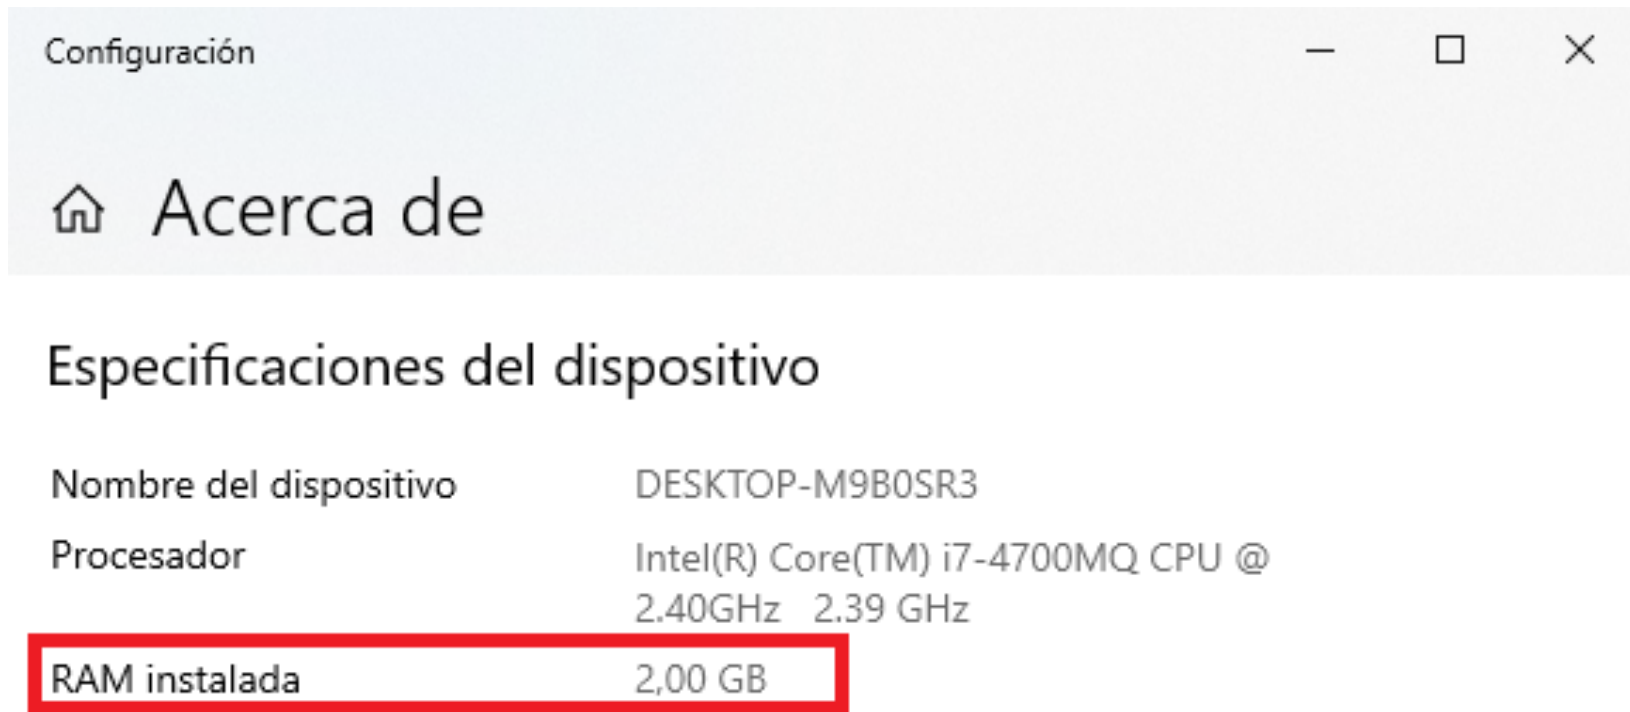 Configuración
Acerca de
Especificaciones del dispositivo
Nombre del dispositivo DESKTOP-M9B0SR3
Procesador Intel(R) Core(TM) i7-4700MQ CPU @
2.40GHz 2.39 GHz
RAM instalada 2,00 GB